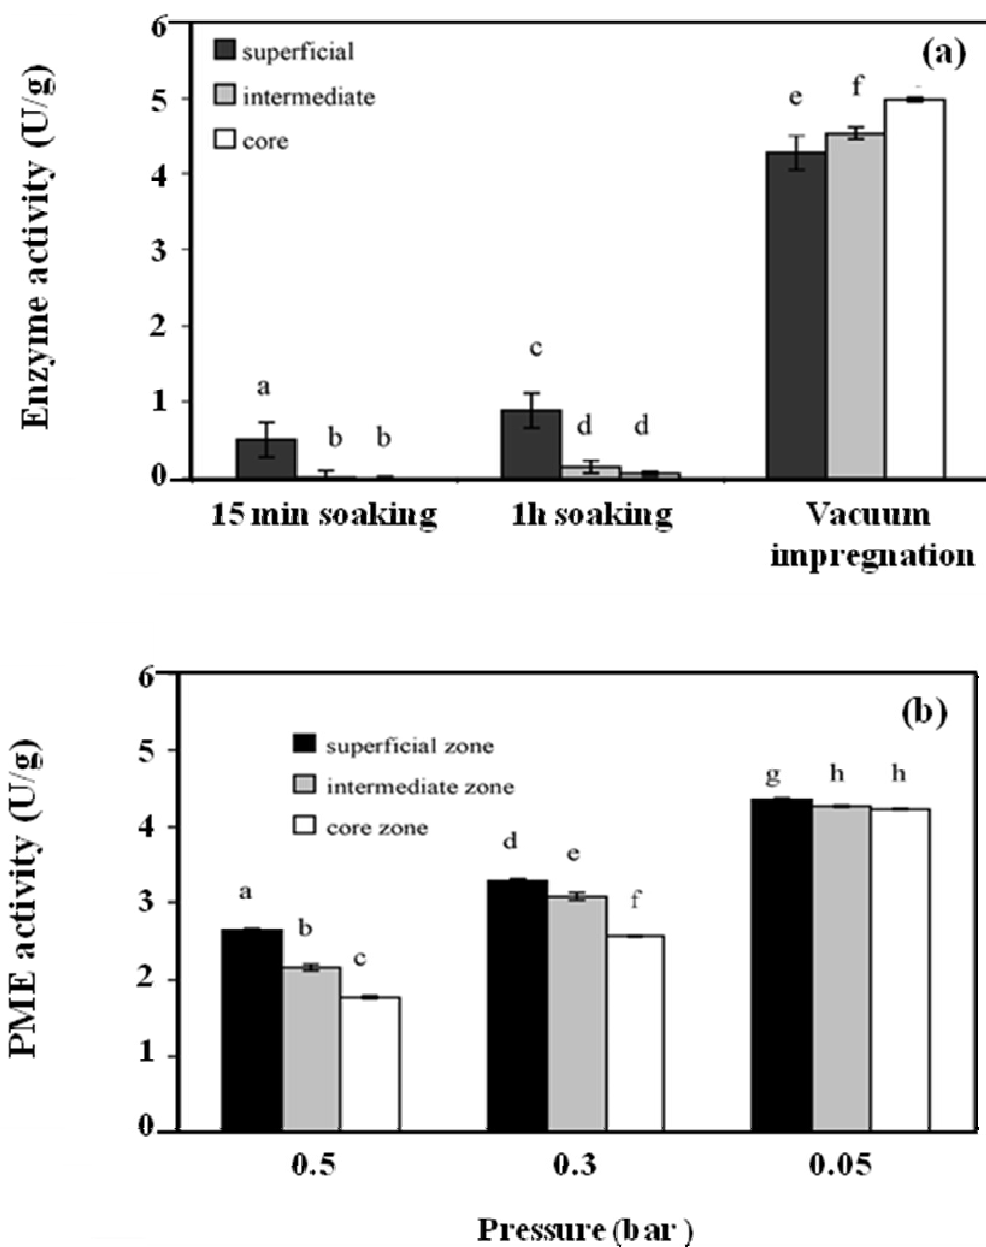 6
(a)
superficial
intermediate
core
e
f
5
4
3
2
1
0
c
a
b
b
d
d
Enzyme activity (U/g)
15 min soaking
1h soaking
Vacuum
impregnation
6
(b)
superficial zone
intermediate zone
core zone
5
4
3
2
1
0
g
h
h
d
e
f
a
b
c
PME activity (U/g)
0.5
0.3
0.05
Pressure (bar )